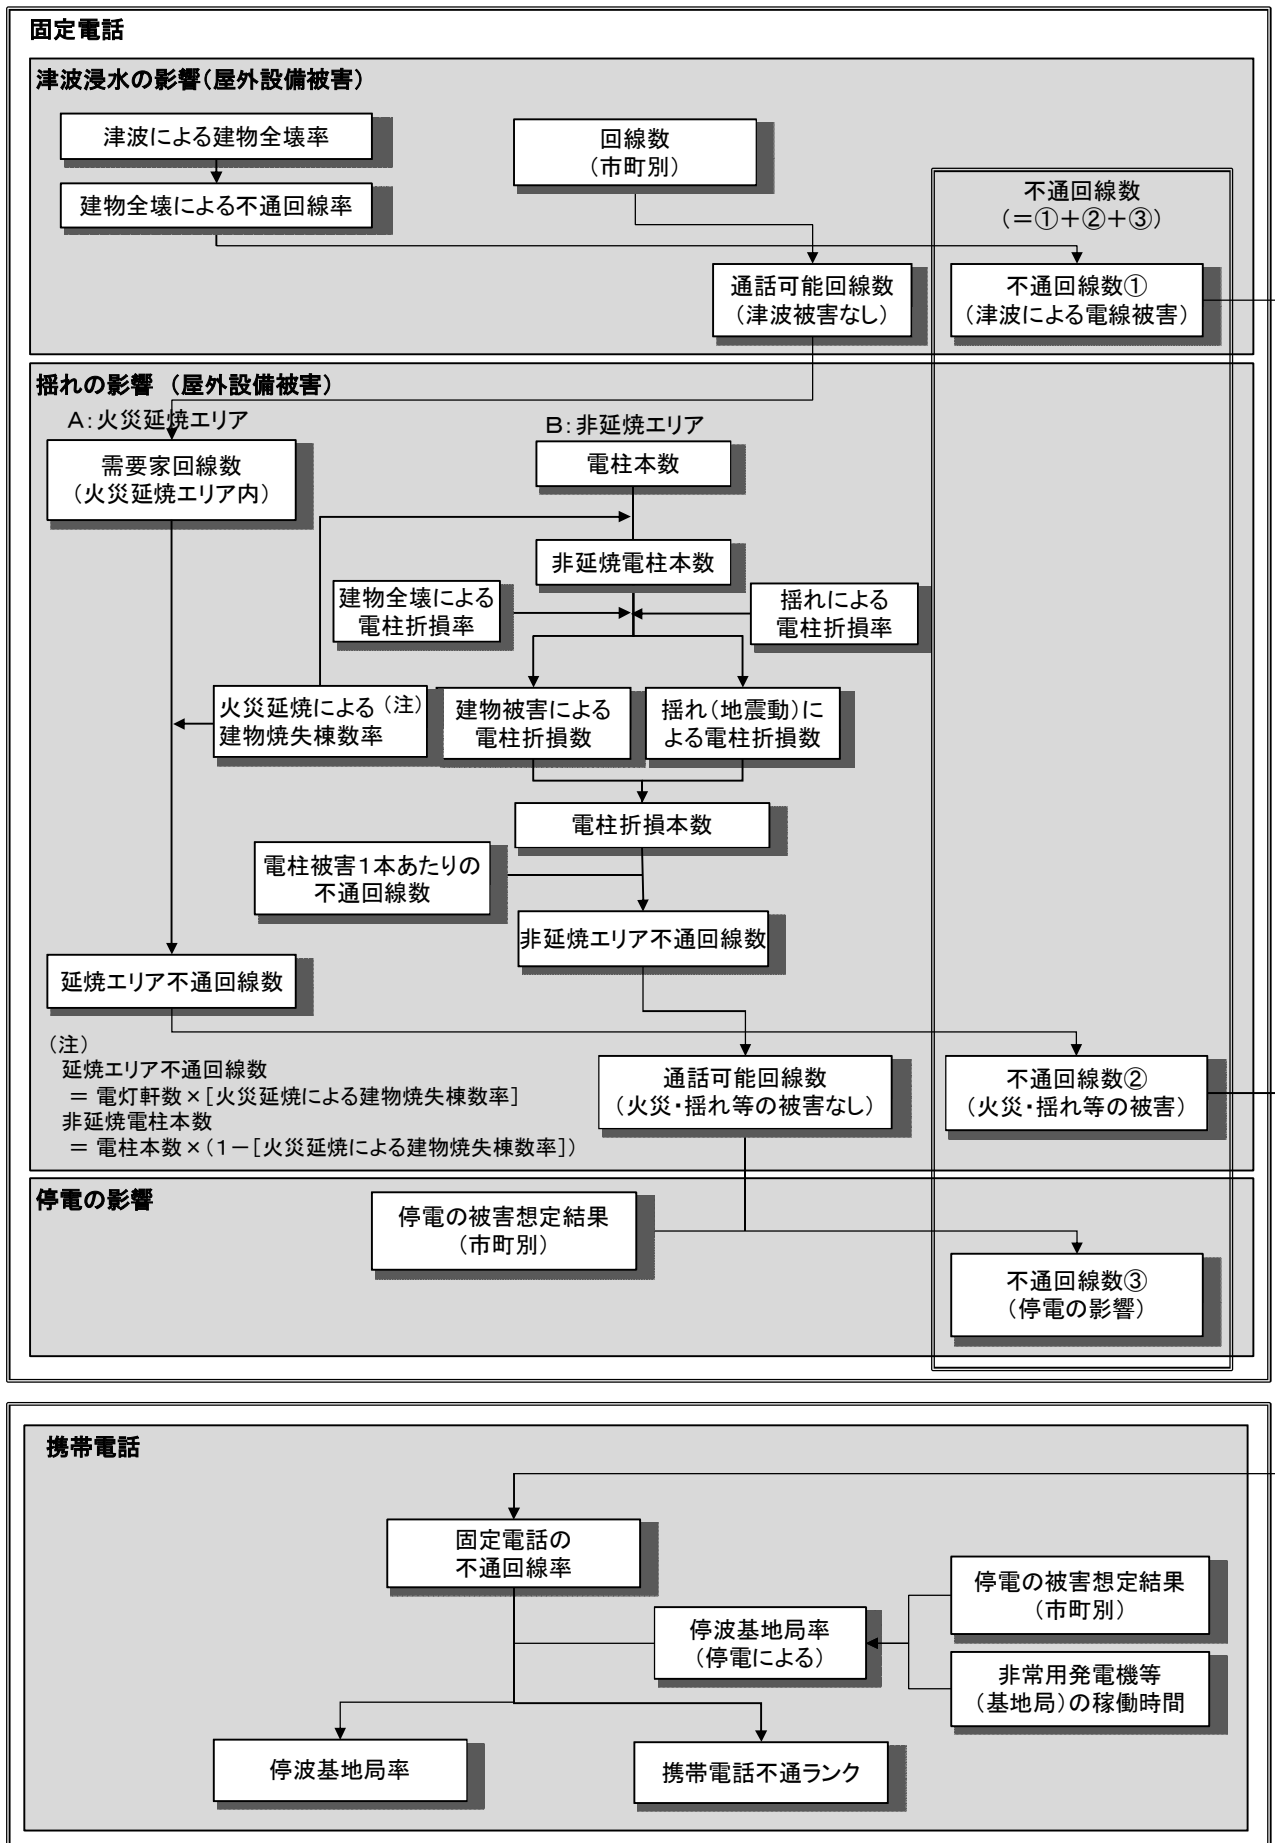 固定電話
津波浸水の影響（屋外設備被害）
津波による建物全壊率
建物全壊による不通回線率
回線数
（市町別）
不通回線数
（＝①＋②＋③）
通話可能回線数
（津波被害なし）
不通回線数①
（津波による電線被害）
揺れの影響　（屋外設備被害）
A：火災延焼エリア
B：非延焼エリア
需要家回線数
（火災延焼エリア内）
電柱本数
非延焼電柱本数
建物全壊による
電柱折損率
揺れによる
電柱折損率
火災延焼による（注）
建物焼失棟数率
建物被害による
電柱折損数
揺れ（地震動）に
よる電柱折損数
電柱折損本数
電柱被害１本あたりの
不通回線数
非延焼エリア不通回線数
延焼エリア不通回線数
（注）
延焼エリア不通回線数
＝ 電灯軒数×［火災延焼による建物焼失棟数率］
非延焼電柱本数
＝ 電柱本数×（１－［火災延焼による建物焼失棟数率］）
通話可能回線数
（火災・揺れ等の被害なし）
不通回線数②
（火災・揺れ等の被害）
停電の影響
停電の被害想定結果
（市町別）
不通回線数③
（停電の影響）
携帯電話
固定電話の
不通回線率
停波基地局率
（停電による）
停電の被害想定結果
（市町別）
非常用発電機等
（基地局）の稼働時間
停波基地局率
携帯電話不通ランク